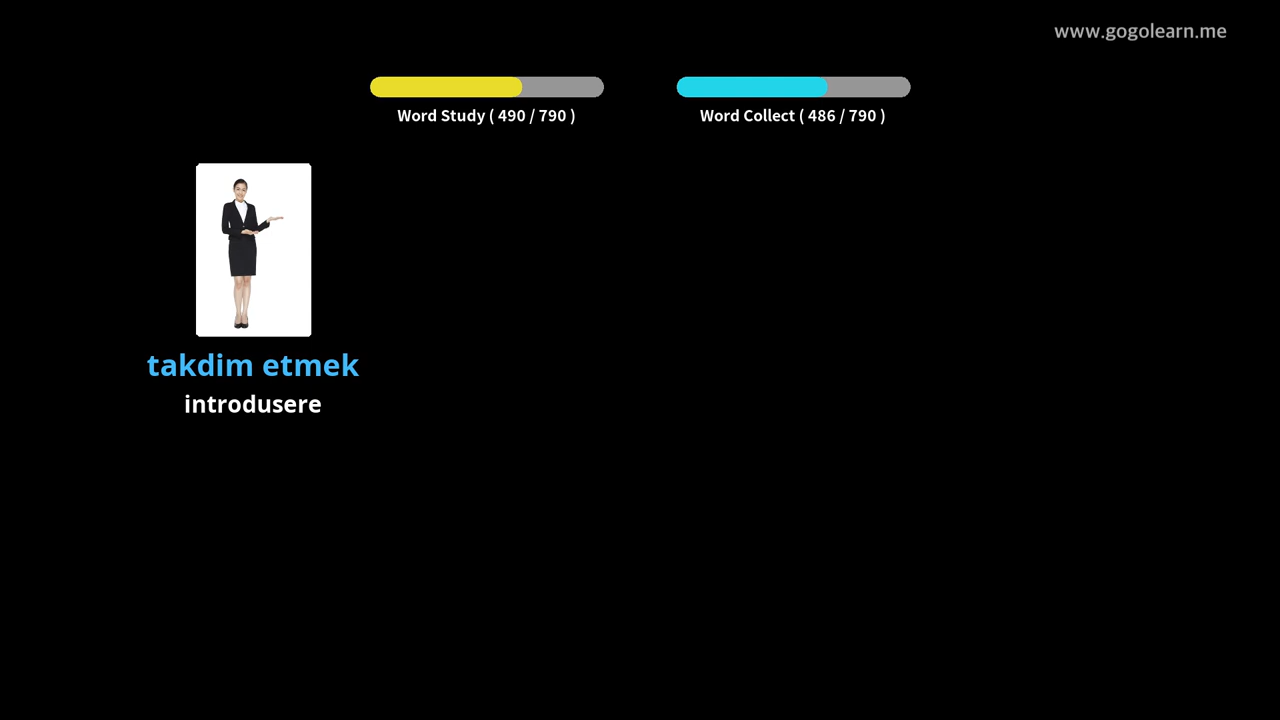 www.gogolearn.me
Word Study ( 490 / 790 )
Word Collect ( 486 / 790 )
takdim etmek
introdusere